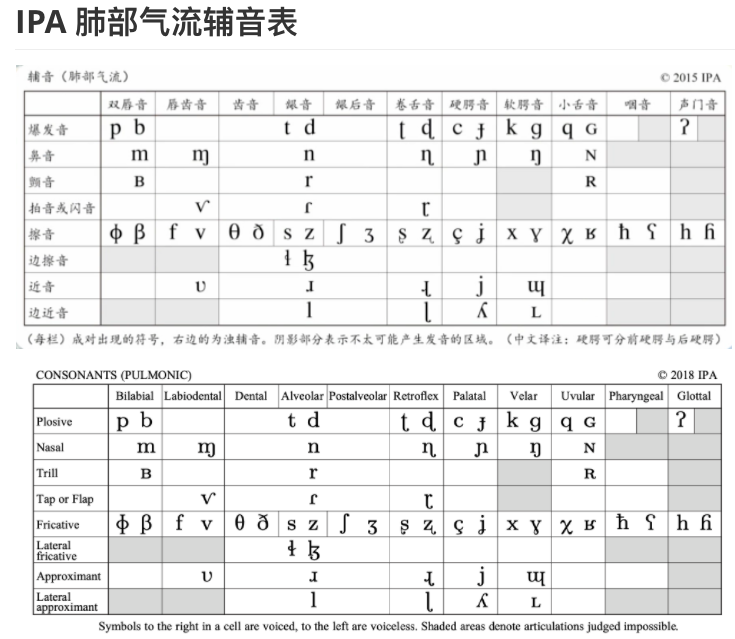 IPA 肺部气流辅音表
辅音（肺部气流） © 2015 IPA
双唇音 唇齿音 齿音 龈音 龈后音 卷舌音 硬腭音 软腭音 小舌音 咽音 声门音
爆发音 p b t d ʈ ɖ c ɟ k ɡ q ɢ ʔ
鼻音 m ɱ n ɳ ɲ ŋ ɴ
颤音 ʙ r ʀ
拍音或闪音 ⱱ ɾ ɽ
擦音 ɸ β f v θ ð s z ʃ ʒ ʂ ʐ ç ʝ x ɣ χ ʁ ħ ʕ h ɦ
边擦音 ɬ ɮ
近音 ʋ ɹ ɻ j ɰ
边近音 l ɭ ʎ ʟ
（每栏）成对出现的符号，右边的为浊辅音。阴影部分表示不太可能产生发音的区域。（中文译注：硬腭可分前硬腭与后硬腭）
CONSONANTS (PULMONIC) © 2018 IPA
Bilabial Labiodental Dental Alveolar Postalveolar Retroflex Palatal Velar Uvular Pharyngeal Glottal
Plosive p b t d ʈ ɖ c ɟ k ɡ q ɢ ʔ
Nasal m ɱ n ɳ ɲ ŋ ɴ
Trill ʙ r ʀ
Tap or Flap ⱱ ɾ ɽ
Fricative ɸ β f v θ ð s z ʃ ʒ ʂ ʐ ç ʝ x ɣ χ ʁ ħ ʕ h ɦ
Lateral
fricative ɬ ɮ
Approximant ʋ ɹ ɻ j ɰ
Lateral
approximant l ɭ ʎ ʟ
Symbols to the right in a cell are voiced, to the left are voiceless. Shaded areas denote articulations judged impossible.